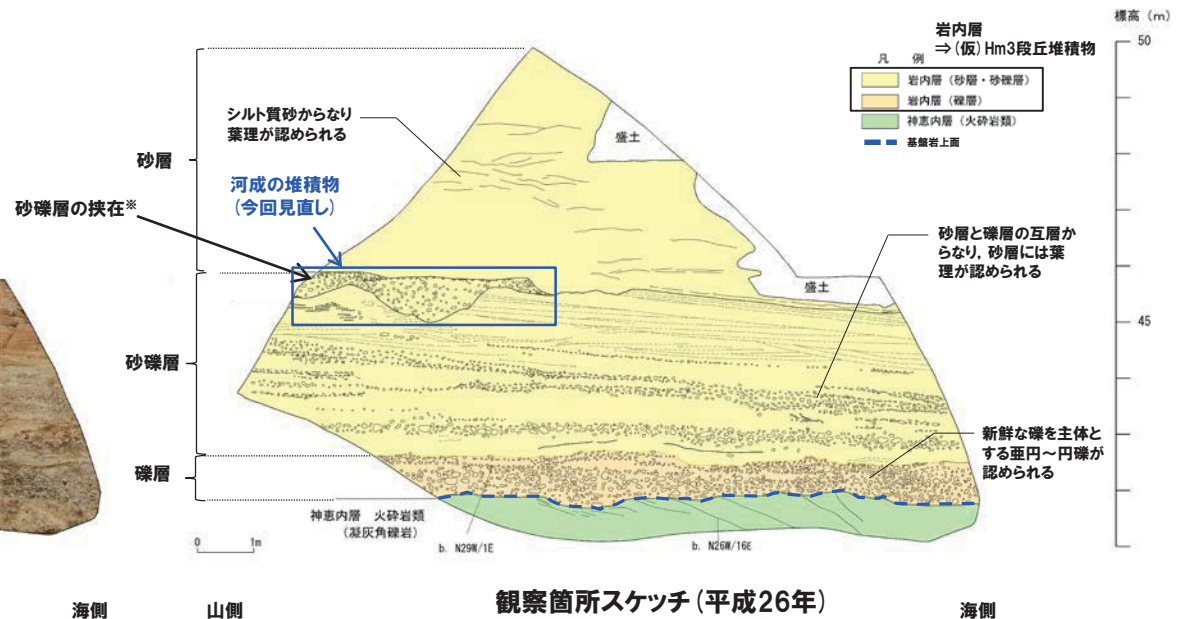 標高(m)
50
45
岩内層
⇒(仮)Hm3段丘堆積物
凡 例
岩内層(砂層・砂礫層)
岩内層(礫層)
神恵内層(火砕岩類)
基盤岩上面
シルト質砂からなり
葉理が認められる
盛土
砂層
河成の堆積物
(今回見直し)
砂礫層の挟在※
砂層と礫層の互層か
らなり,砂層には葉
理が認められる
盛土
砂礫層
新鮮な礫を主体と
する亜円~円礫が
認められる
礫層
神恵内層 火砕岩類
(凝灰角礫岩)
b. N29W/1E
b. N26W/16E
0 1m
海側
山側
観察箇所スケッチ(平成26年)
海側